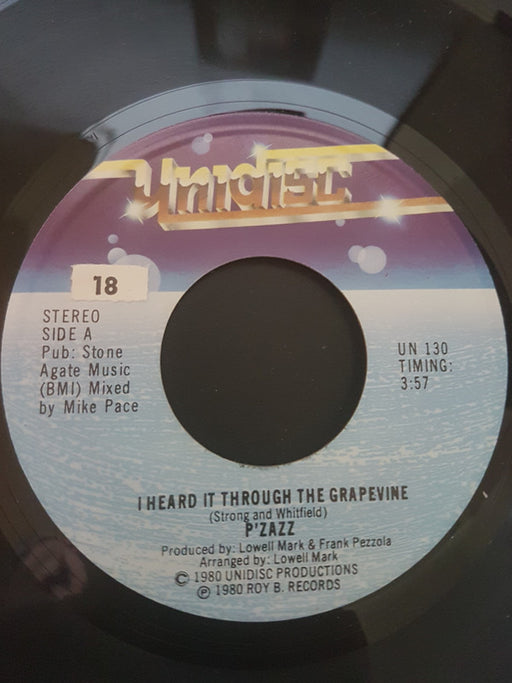 Unidisc
18
STEREO
SIDE A
Pub: Stone
Agate Music
(BMI) Mixed
by Mike Pace
UN 130
TIMING:
3:57
I HEARD IT THROUGH THE GRAPEVINE
(Strong and Whitfield)
P'ZAZZ
Produced by: Lowell Mark & Frank Pezzola
Arranged by: Lowell Mark
© 1980 UNIDISC PRODUCTIONS
℗ 1980 ROY B. RECORDS